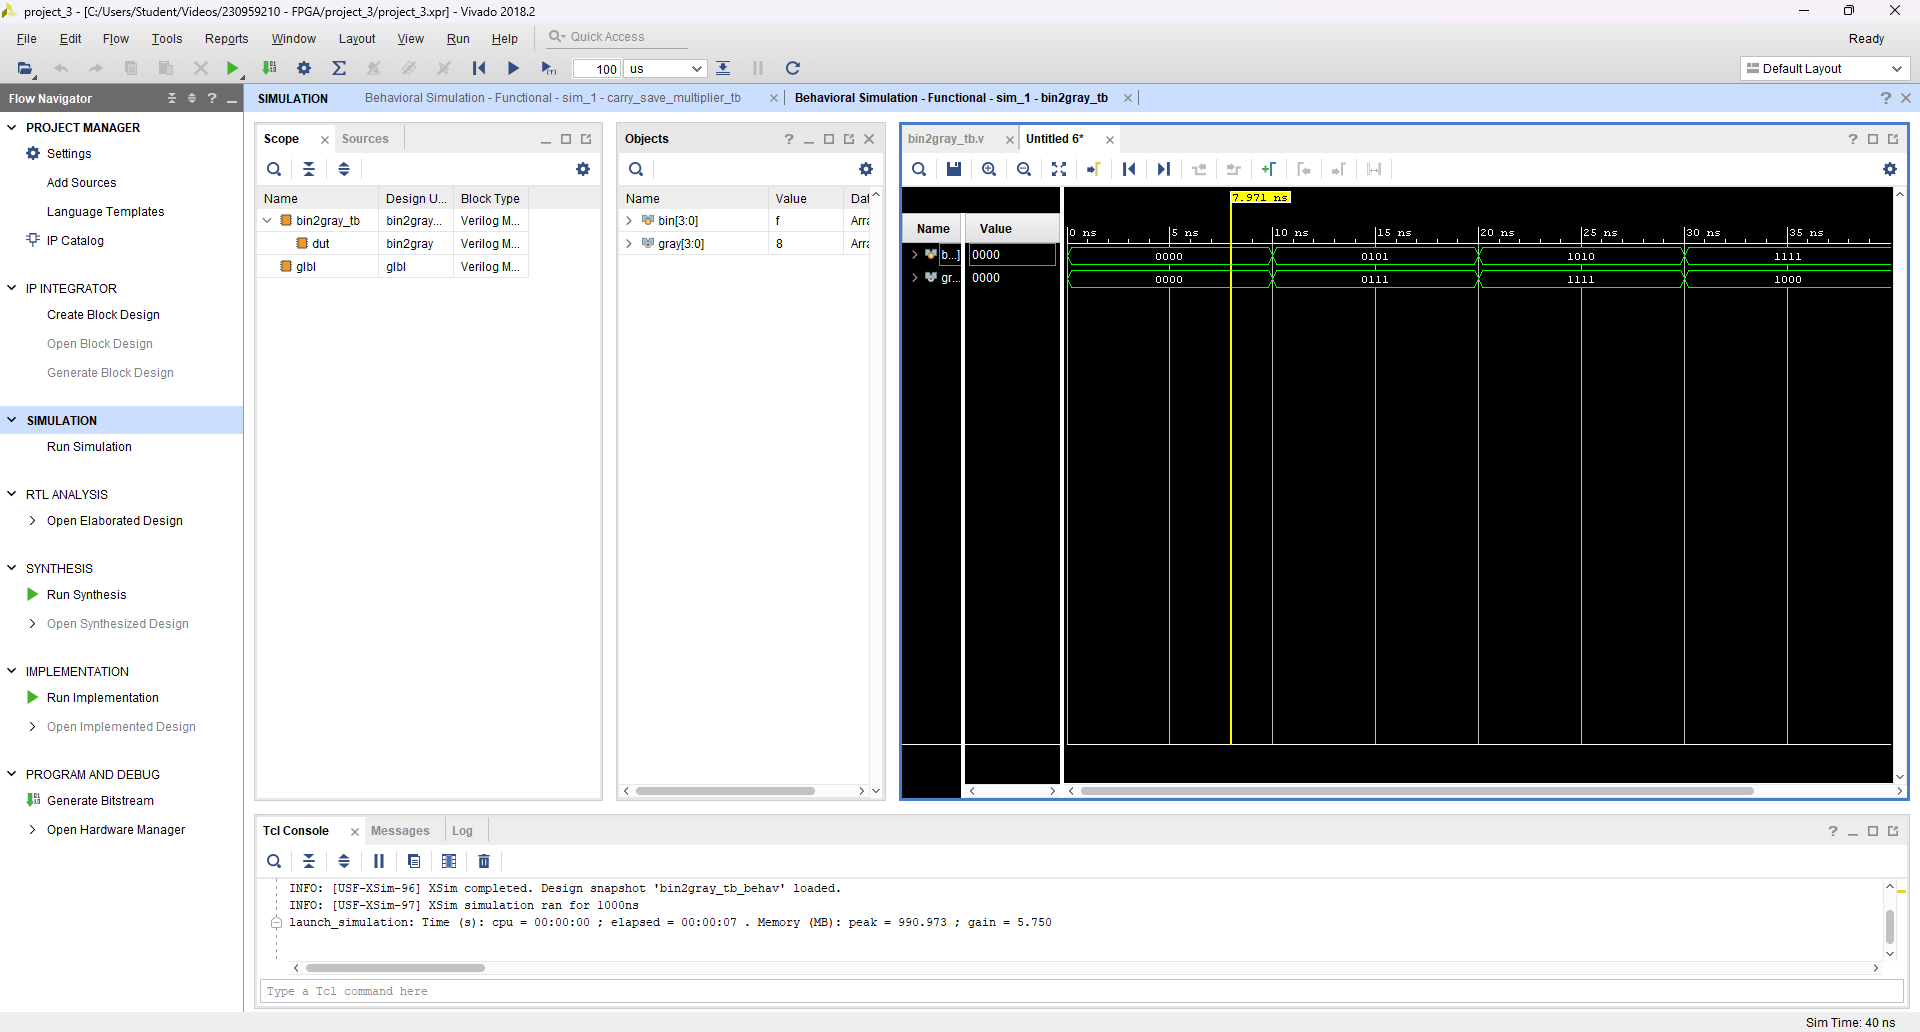 project_3 - [C:/Users/Student/Videos/230959210 - FPGA/project_3/project_3.xpr] - Vivado 2018.2
File Edit Flow Tools Reports Window Layout View Run Help Quick Access Ready
100 us Default Layout
Flow Navigator
PROJECT MANAGER
Settings
Add Sources
Language Templates
IP Catalog
IP INTEGRATOR
Create Block Design
Open Block Design
Generate Block Design
SIMULATION
Run Simulation
RTL ANALYSIS
Open Elaborated Design
SYNTHESIS
Run Synthesis
Open Synthesized Design
IMPLEMENTATION
Run Implementation
Open Implemented Design
PROGRAM AND DEBUG
Generate Bitstream
Open Hardware Manager
SIMULATION Behavioral Simulation - Functional - sim_1 - carry_save_multiplier_tb Behavioral Simulation - Functional - sim_1 - bin2gray_tb
Scope Sources
Name Design U... Block Type
bin2gray_tb bin2gray... Verilog M...
dut bin2gray Verilog M...
glbl glbl Verilog M...
Objects
Name Value Dat
bin[3:0] f Arra
gray[3:0] 8 Arra
bin2gray_tb.v Untitled 6*
7.971 ns
Name Value
0 ns 5 ns 10 ns 15 ns 20 ns 25 ns 30 ns 35 ns
b...] 0000 0000 0101 1010 1111
gr... 0000 0000 0111 1111 1000
Tcl Console Messages Log
INFO: [USF-XSim-96] XSim completed. Design snapshot 'bin2gray_tb_behav' loaded.
INFO: [USF-XSim-97] XSim simulation ran for 1000ns
launch_simulation: Time (s): cpu = 00:00:00 ; elapsed = 00:00:07 . Memory (MB): peak = 990.973 ; gain = 5.750
Type a Tcl command here
Sim Time: 40 ns